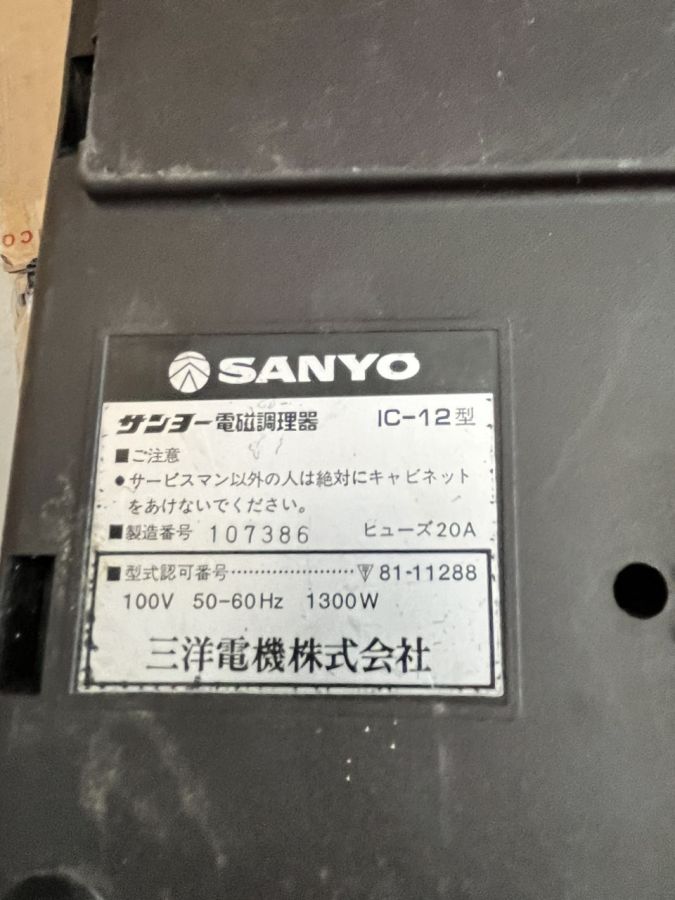 SANYO
サンヨー電磁調理器 IC-12型
■ご注意
●サービスマン以外の人は絶対にキャビネット
をあけないでください。
■製造番号 107386 ヒューズ20A
■型式認可番号…………………〒81-11288
100V 50-60Hz 1300W
三洋電機株式会社
CO